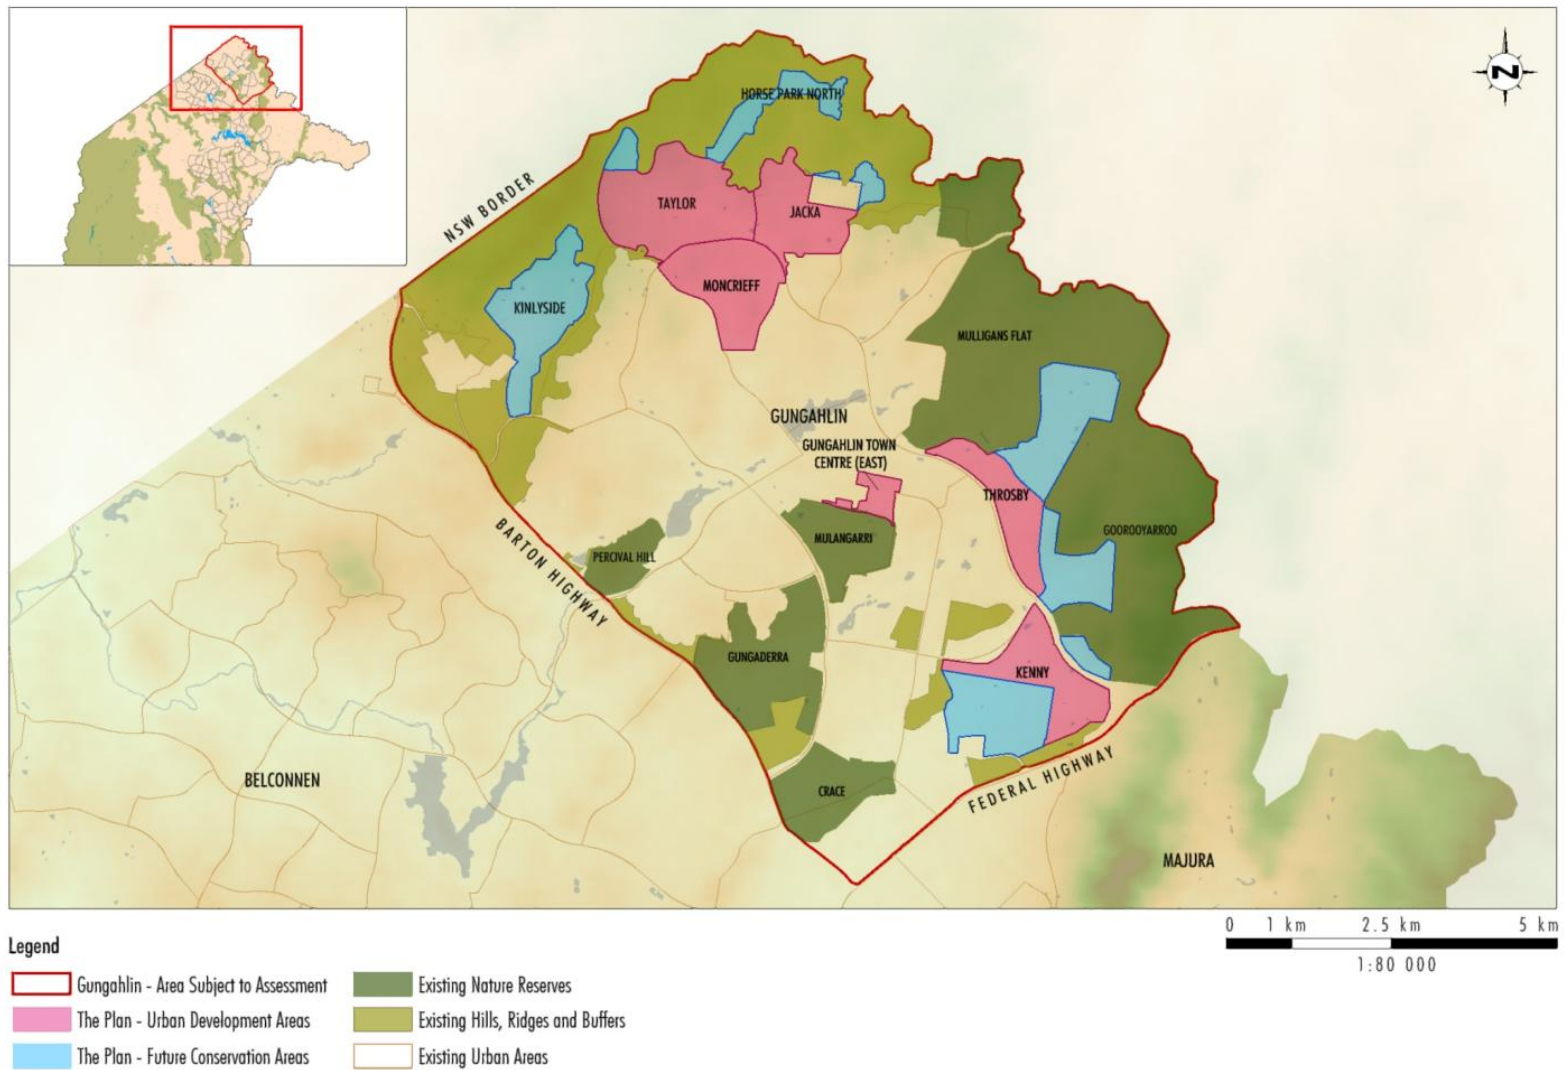 N
HORSE PARK NORTH
NSW BORDER
TAYLOR
JACKA
MONCRIEFF
KINLYSIDE
MULLIGANS FLAT
GUNGAHLIN
GUNGAHLIN TOWN
CENTRE (EAST)
THROSBY
GOOROOYARROO
MULANGARRI
PERCIVAL HILL
BARTON HIGHWAY
GUNGADERRA
KENNY
BELCONNEN
CRACE
FEDERAL HIGHWAY
MAJURA
0 1 km 2.5 km 5 km
1:80 000
Legend
Gungahlin - Area Subject to Assessment
The Plan - Urban Development Areas
The Plan - Future Conservation Areas
Existing Nature Reserves
Existing Hills, Ridges and Buffers
Existing Urban Areas